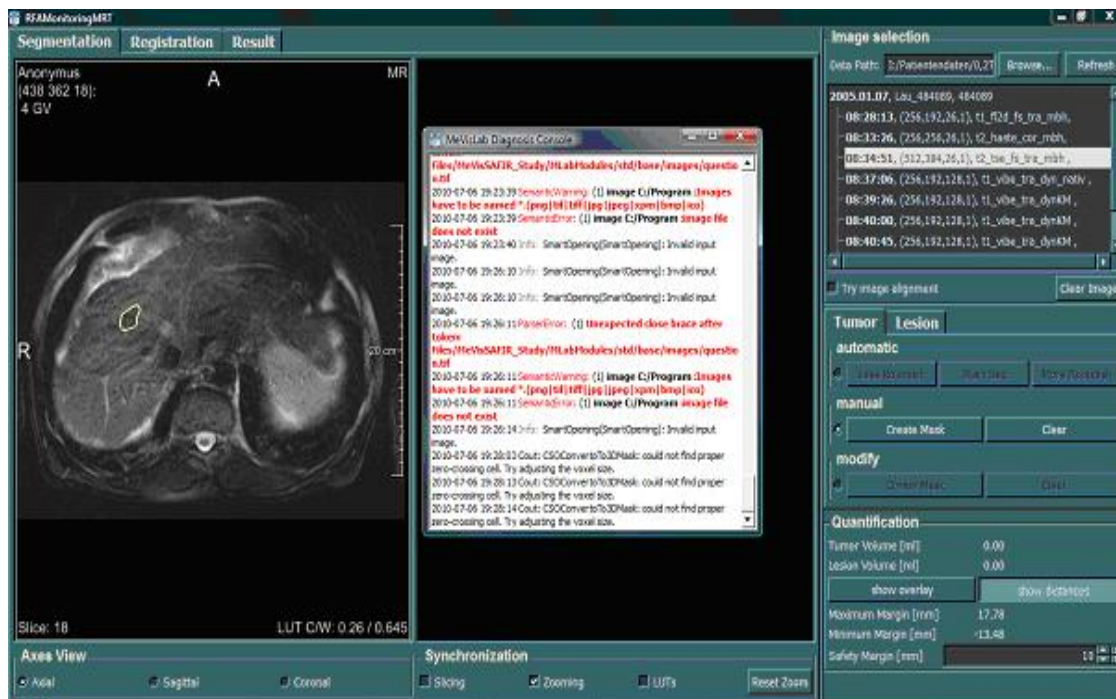 RFAMonitoringMRT
Segmentation Registration Result
Anonymus
(438 362 18):
4 GV
A
MR
R
20 cm
Slice: 18
LUT C/W: 0.26 / 0.645
Axes View
Axial Sagittal Coronal
MeVisLab Diagnosis Console
Files/MeVisSAFIR_Study/MLabModules/std/base/images/questio
n.tif
2010-07-06 19:23:39 SemanticWarning: (1) image C:/Program :Images
have to be named *.(png|tif|tiff|jpg|jpeg|xpm|bmp|ico)
2010-07-06 19:23:39 SemanticError: (1) image C:/Program :image file
does not exist
2010-07-06 19:23:40 Info: SmartOpening(SmartOpening): Invalid input
image.
2010-07-06 19:26:10 Info: SmartOpening(SmartOpening): Invalid input
image.
2010-07-06 19:26:10 Info: SmartOpening(SmartOpening): Invalid input
image.
2010-07-06 19:26:11 ParserError: (1) Unexpected close brace after
token:
Files/MeVisSAFIR_Study/MLabModules/std/base/images/questio
n.tif
2010-07-06 19:26:11 SemanticWarning: (1) image C:/Program :Images
have to be named *.(png|tif|tiff|jpg|jpeg|xpm|bmp|ico)
2010-07-06 19:26:11 SemanticError: (1) image C:/Program :image file
does not exist
2010-07-06 19:26:14 Info: SmartOpening(SmartOpening): Invalid input
image.
2010-07-06 19:28:03 Cout: CSOConvertTo3DMask: could not find proper
zero-crossing cell. Try adjusting the voxel size.
2010-07-06 19:28:13 Cout: CSOConvertTo3DMask: could not find proper
zero-crossing cell. Try adjusting the voxel size.
2010-07-06 19:28:14 Cout: CSOConvertTo3DMask: could not find proper
zero-crossing cell. Try adjusting the voxel size.
Synchronization
Slicing Zooming LUTs Reset Zoom
Image selection
Data Path: I:/Patientendaten/0,27 Browse... Refresh
2005.01.07, Lau_484089, 484089
08:28:13, (256,192,26,1), t1_fl2d_fs_tra_mbh,
08:33:26, (256,256,26,1), t2_haste_cor_mbh,
08:34:51, (512,384,26,1), t2_tse_fs_tra_mbh ,
08:37:06, (256,192,128,1), t1_vibe_tra_dyn_nativ ,
08:39:26, (256,192,128,1), t1_vibe_tra_dynKM ,
08:40:00, (256,192,128,1), t1_vibe_tra_dynKM ,
08:40:45, (256,192,128,1), t1_vibe_tra_dynKM ,
Try image alignment Clear Image
Tumor Lesion
automatic
manual
Create Mask Clear
modify
Create Mask Clear
Quantification
Tumor Volume [ml] 0.00
Lesion Volume [ml] 0.00
show overlay show distances
Maximum Margin [mm] 17.78
Minimum Margin [mm] -13.48
Safety Margin [mm] 10